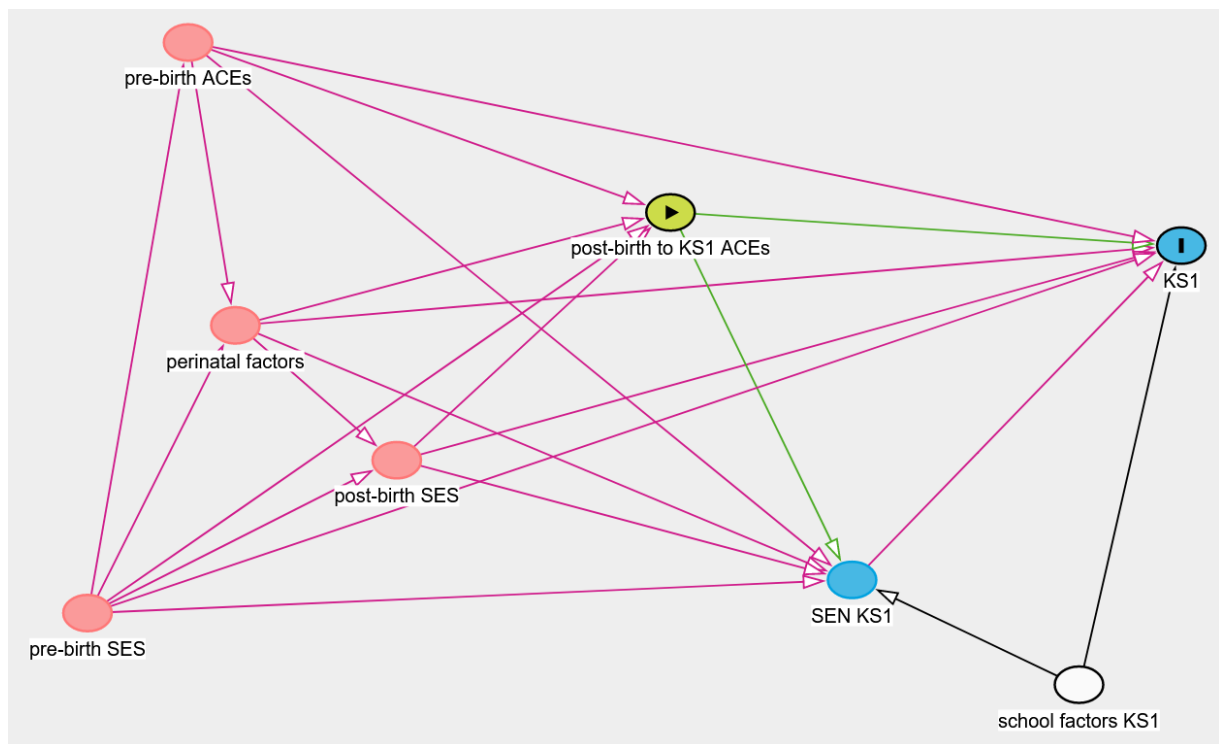 pre-birth ACEs
post-birth to KS1 ACEs
KS1
perinatal factors
post-birth SES
SEN KS1
pre-birth SES
school factors KS1